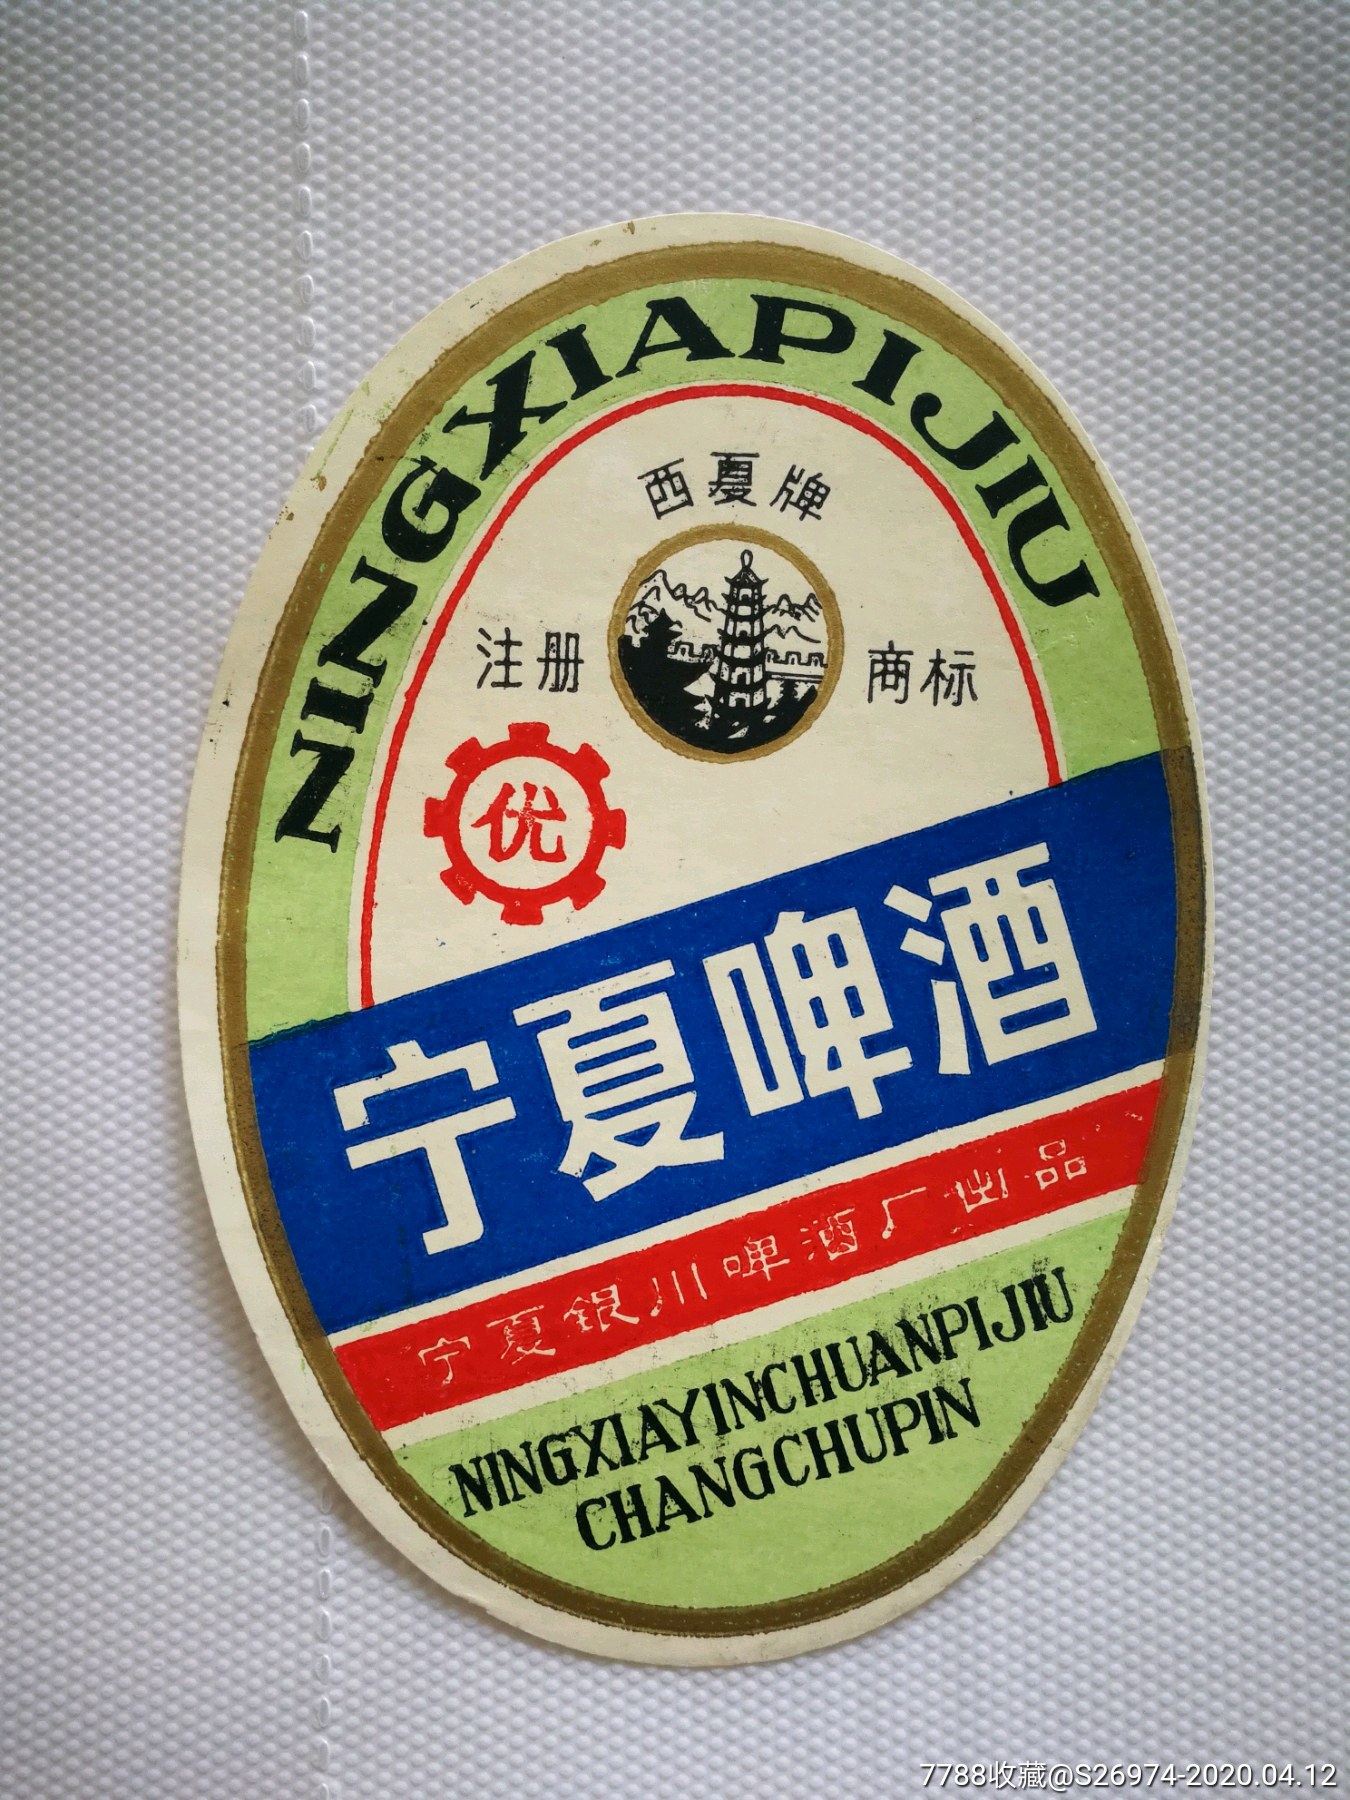 NINGXIAPIJIU
西夏牌
注册 商标
优
宁夏啤酒
宁夏银川啤酒厂出品
NINGXIAYINCHUANPIJIU
CHANGCHUPIN
7788收藏@S26974-2020.04.12